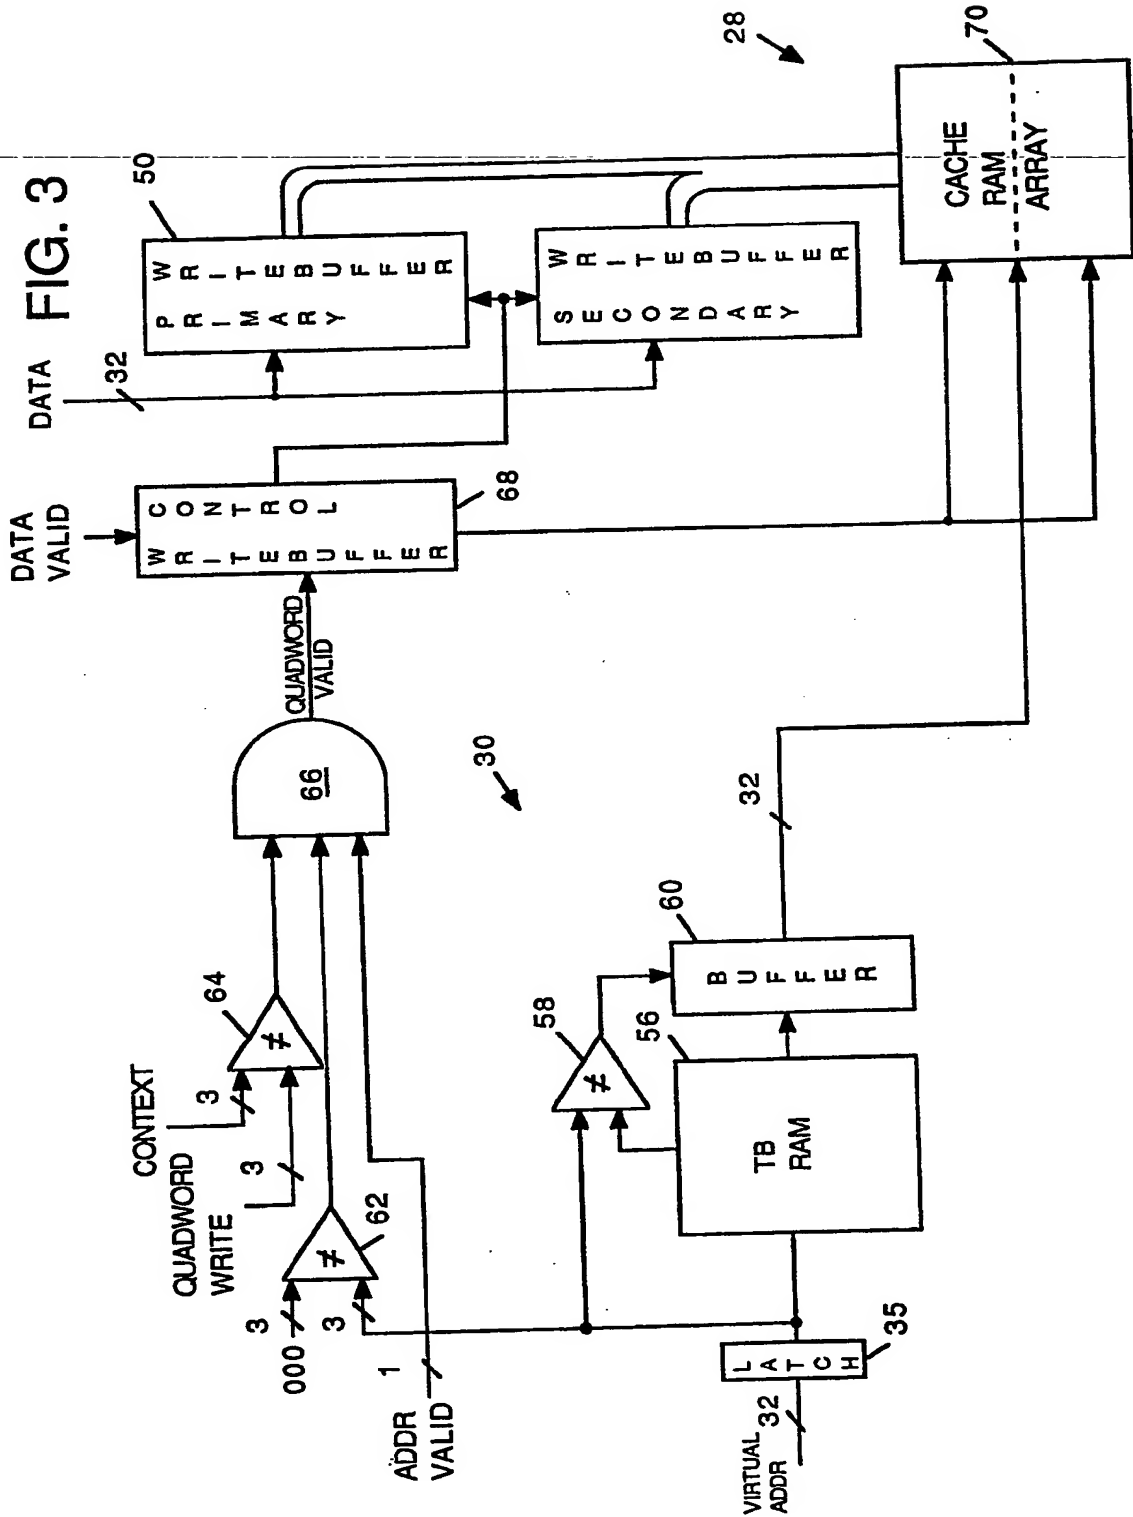 FIG. 3
DATA
32
DATA
VALID
50
PRIMARY
WRITEBUFFER
SECONDARY
WRITEBUFFER
28
70
CACHE
RAM
ARRAY
WRITEBUFFER
CONTROL
68
QUADWORD
VALID
66
30
CONTEXT
3
64
≠
QUADWORD
WRITE
3
000
3
≠
62
3
ADDR
VALID
1
58
≠
56
TB
RAM
60
BUFFER
32
LATCH
35
VIRTUAL
ADDR
32